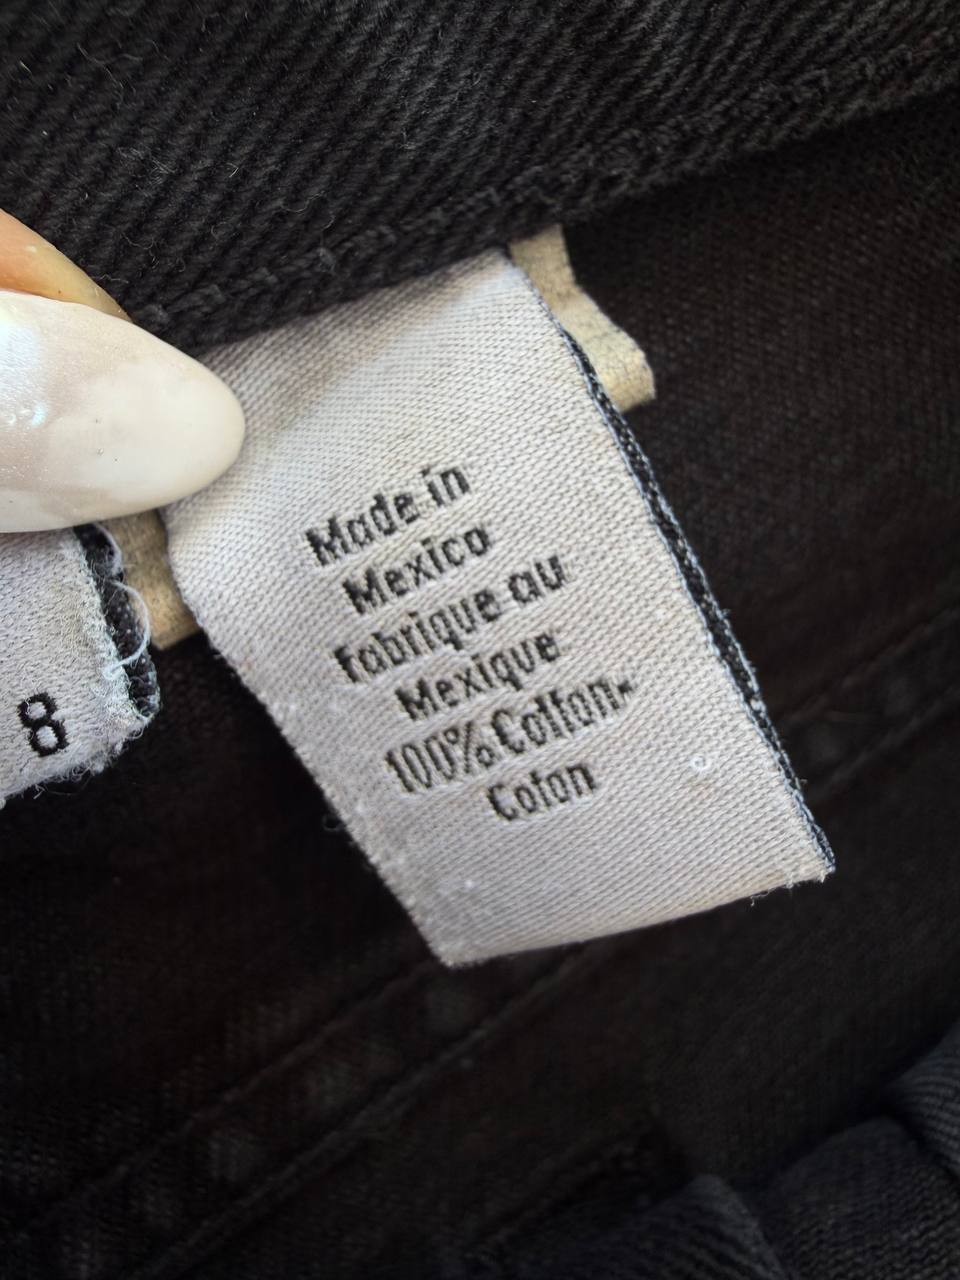 Made in
Mexico
Fabrique au
Mexique
100% Cotton-
Coton
8